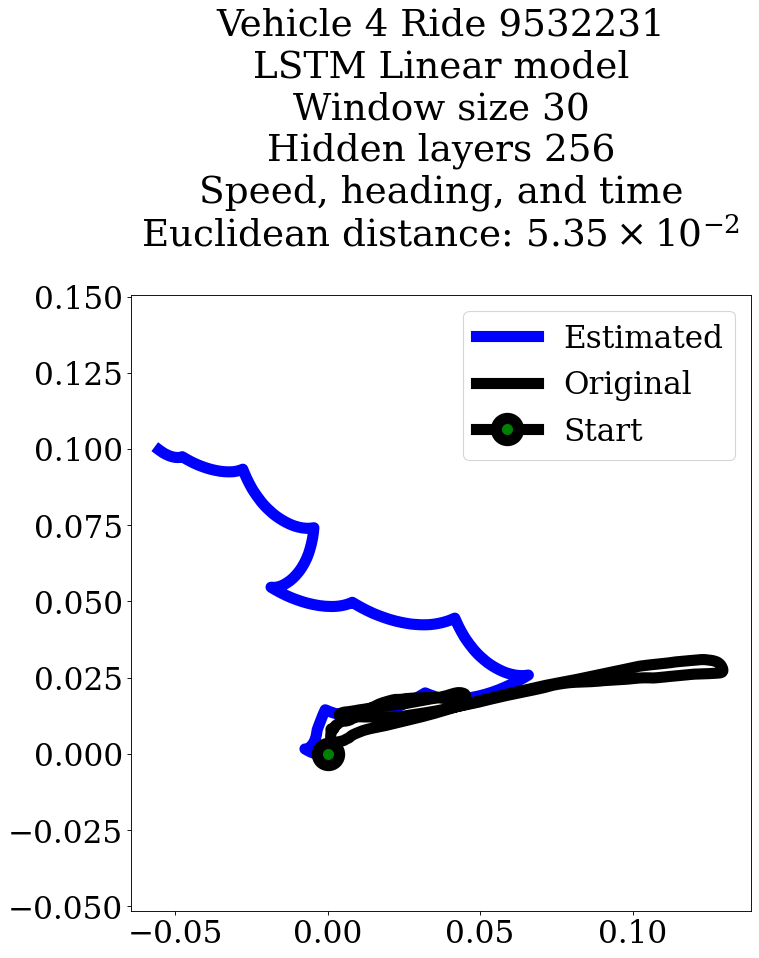 Vehicle 4 Ride 9532231
LSTM Linear model
Window size 30
Hidden layers 256
Speed, heading, and time
Euclidean distance: 5.35 × 10⁻²
Estimated
Original
Start
0.150
0.125
0.100
0.075
0.050
0.025
0.000
−0.025
−0.050
−0.05 0.00 0.05 0.10